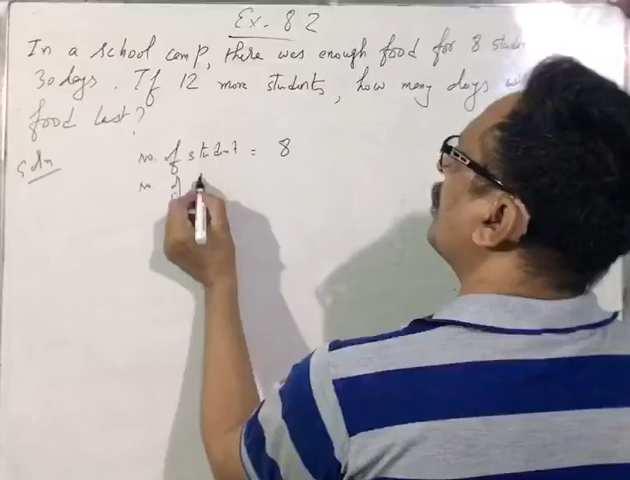 Ex. 8 2
In a school camp, there was enough food for 8
30 days. If 12 more students, how many days
food last?
Soln
No. of student = 8
No of